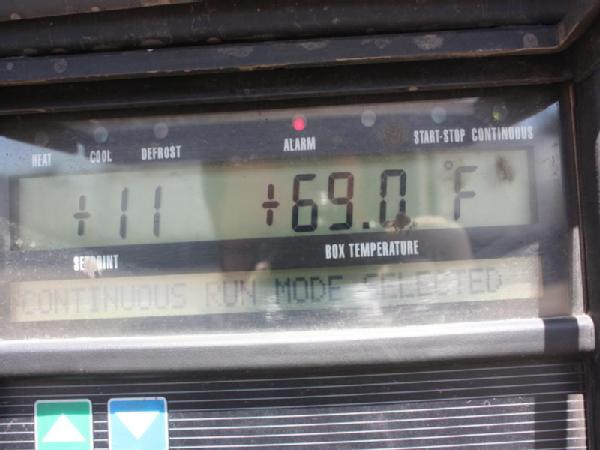 HEAT COOL DEFROST ALARM START-STOP CONTINUOUS
+11 +69.0 °F
SETPOINT BOX TEMPERATURE
CONTINUOUS RUN MODE SELECTED